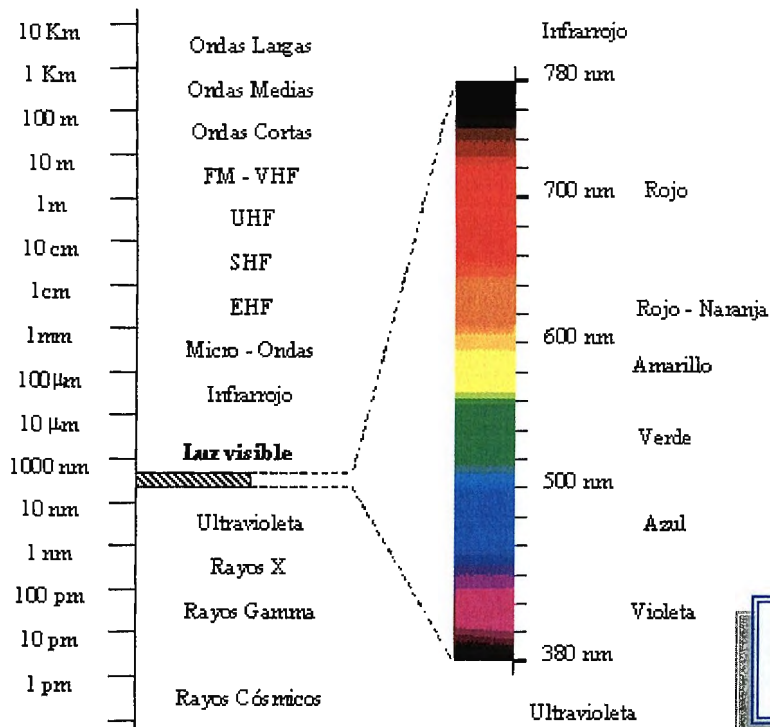 10 Km
1 Km
100 m
10 m
1 m
10 cm
1cm
1mm
100μm
10 μm
1000 nm
10 nm
1 nm
100 pm
10 pm
1 pm
Ondas Largas
Ondas Medias
Ondas Cortas
FM - VHF
UHF
SHF
EHF
Micro - Ondas
Infrarrojo
Luz visible
Ultravioleta
Rayos X
Rayos Gamma
Rayos Cósmicos
Infrarrojo
780 nm
700 nm
Rojo
Rojo - Naranja
600 nm
Amarillo
Verde
500 nm
Azul
Violeta
380 nm
Ultravioleta